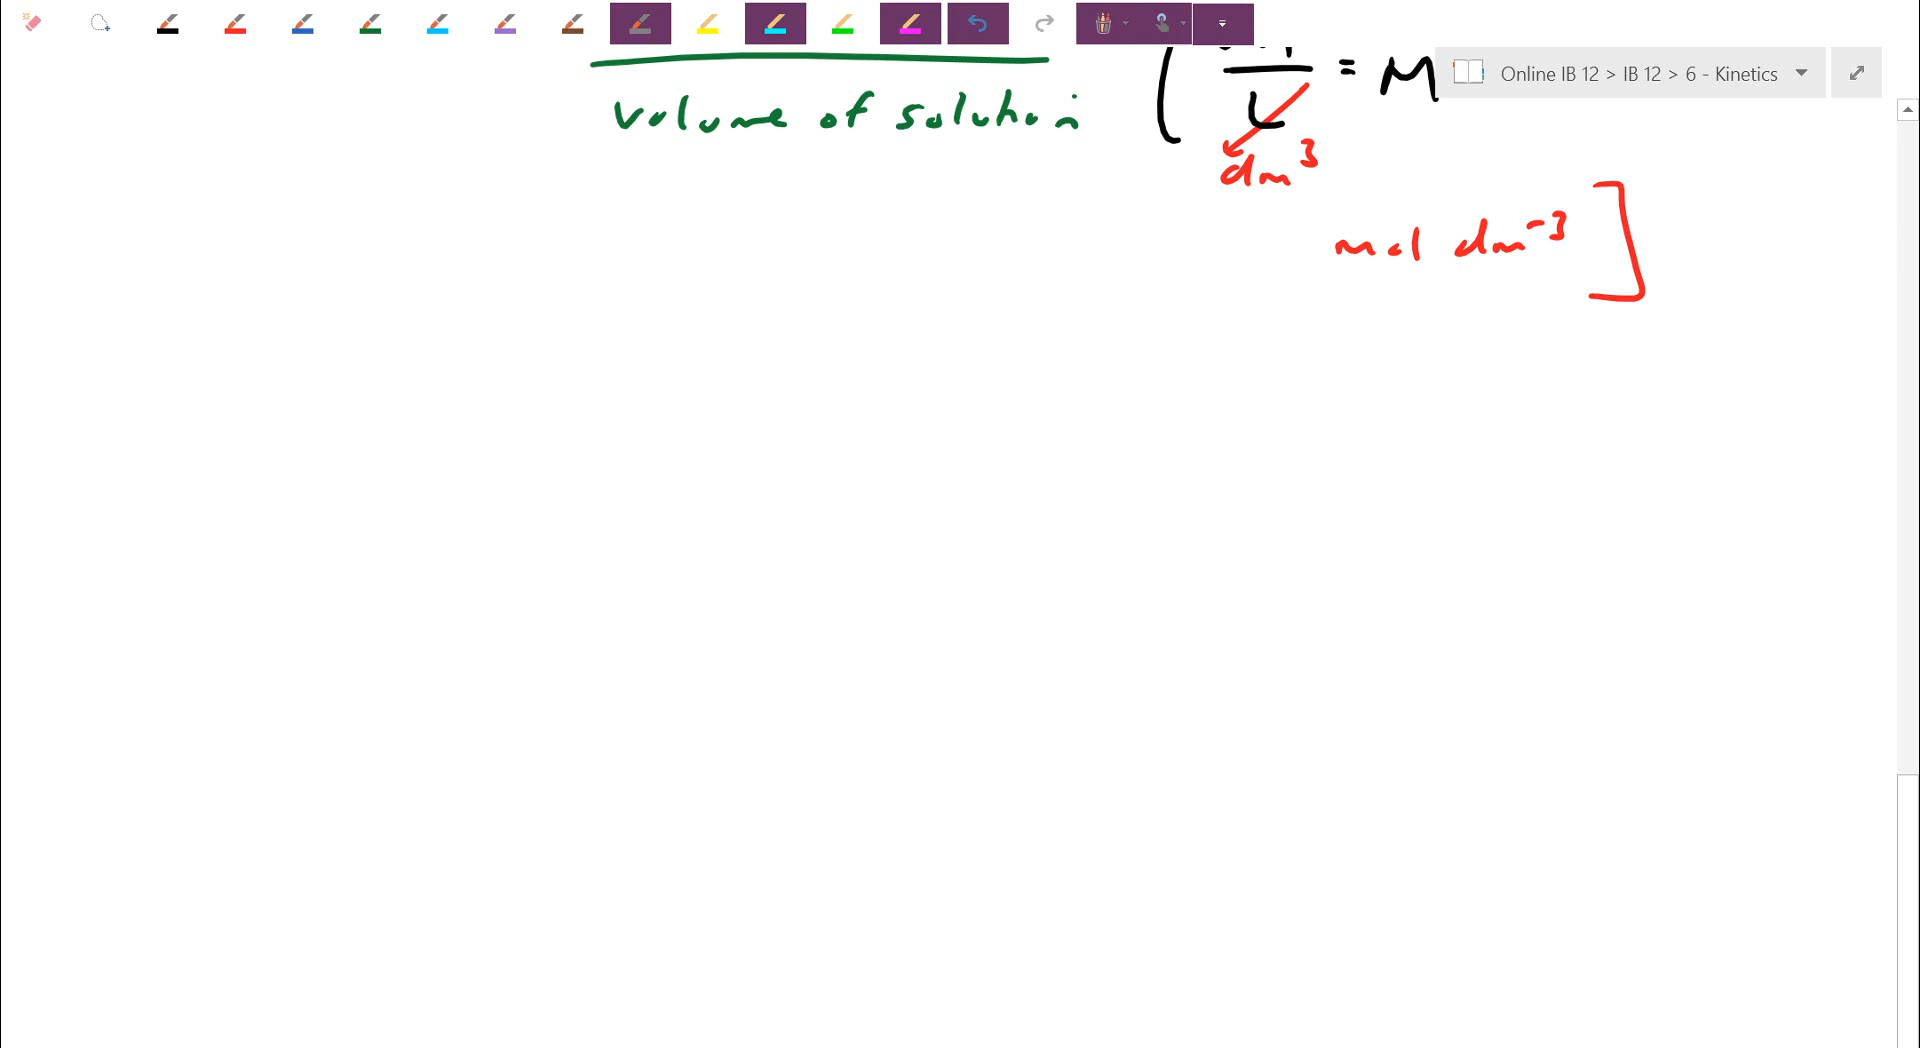 = M
Online IB 12 > IB 12 > 6 - Kinetics
volume of solution
L
dm³
mol dm⁻³ ]